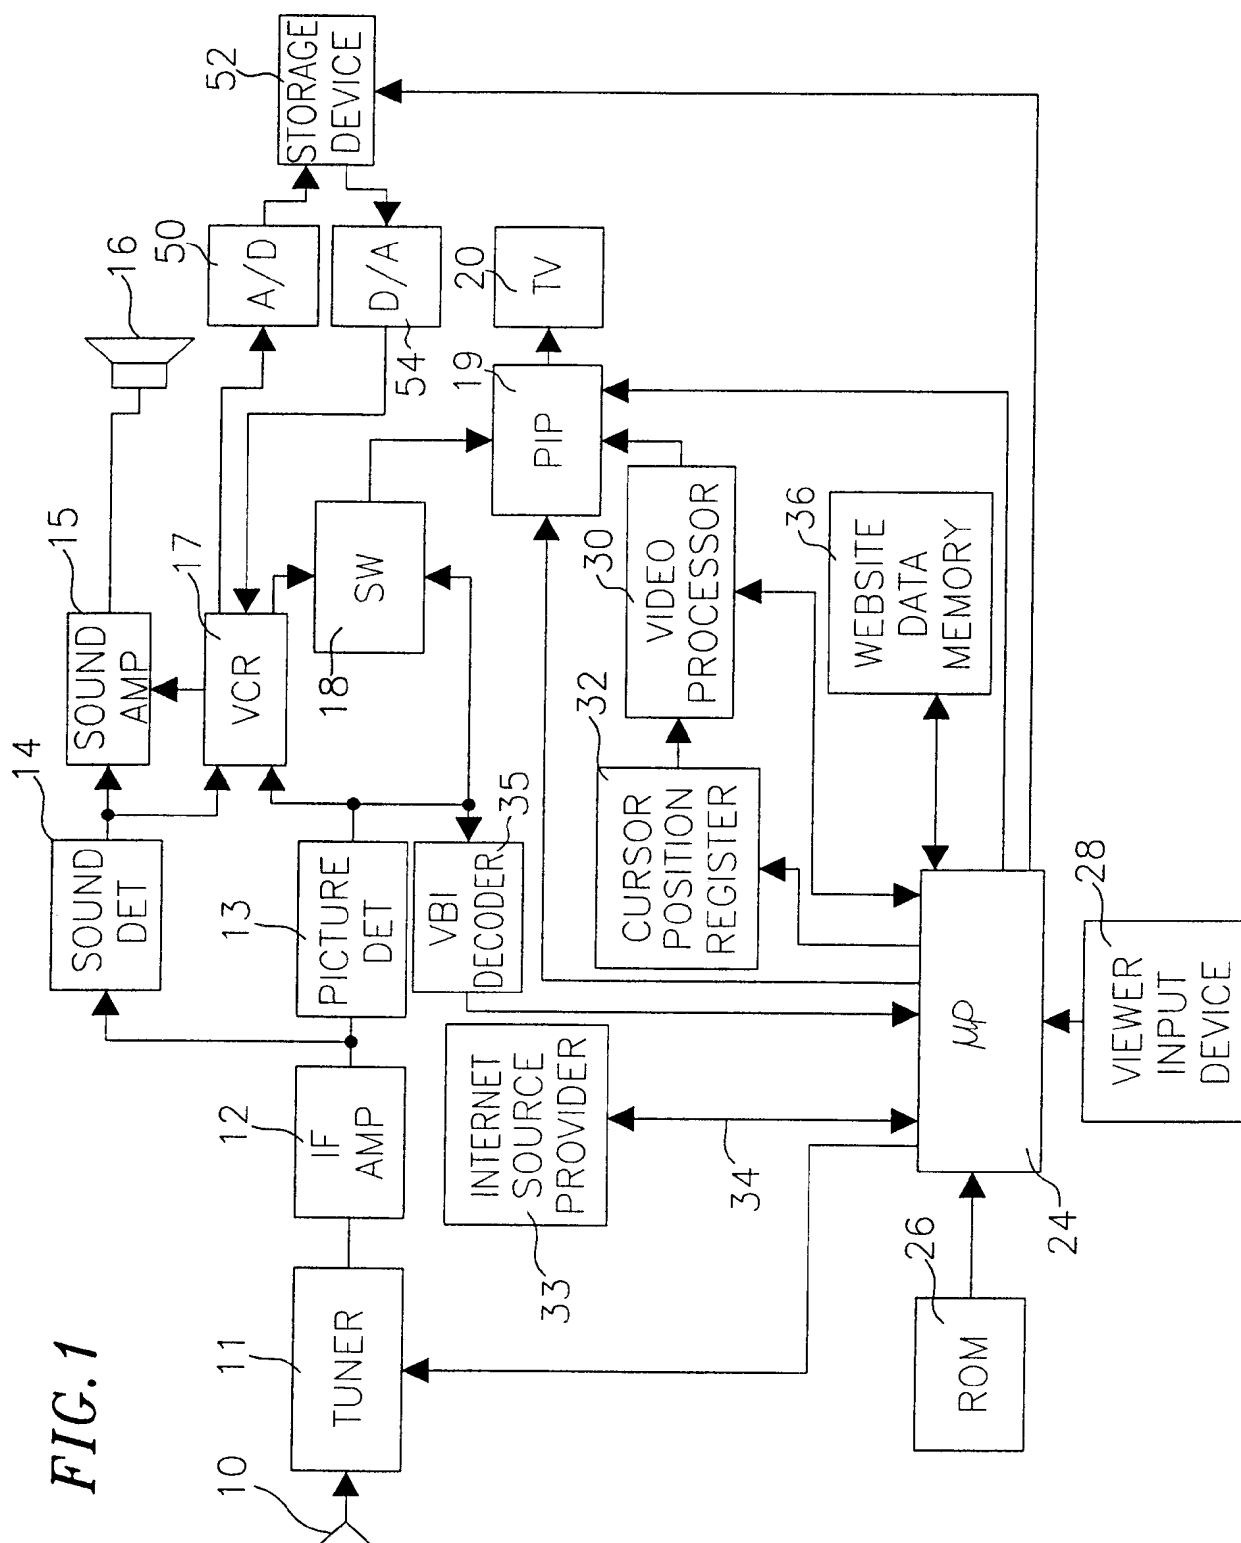 FIG.1
10
11
TUNER
12
IF
AMP
13
PICTURE
DET
14
SOUND
DET
15
SOUND
AMP
16
17
VCR
18
SW
50
A/D
52
STORAGE
DEVICE
D/A
54
19
PIP
20
TV
VBI
DECODER
35
INTERNET
SOURCE
PROVIDER
33
34
32
CURSOR
POSITION
REGISTER
30
VIDEO
PROCESSOR
36
WEBSITE
DATA
MEMORY
26
ROM
μP
24
28
VIEWER
INPUT
DEVICE